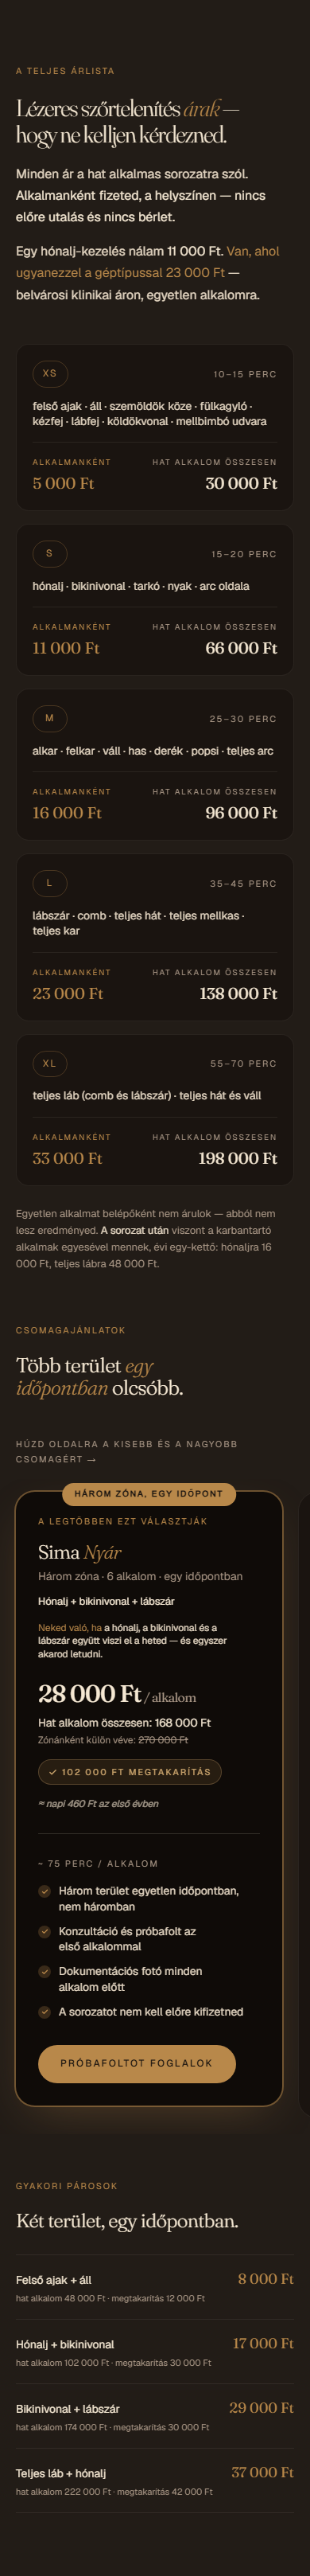 A TELJES ÁRLISTA
Lézeres szőrtelenítés árak —
hogy ne kelljen kérdezned.
Minden ár a hat alkalmas sorozatra szól.
Alkalmanként fizeted, a helyszínen — nincs
előre utalás és nincs bérlet.
Egy hónalj-kezelés nálam 11 000 Ft. Van, ahol
ugyanezzel a géptípussal 23 000 Ft —
belvárosi klinikai áron, egyetlen alkalomra.
XS
10–15 PERC
felső ajak · áll · szemöldök köze · fülkagyló ·
kézfej · lábfej · köldökvonal · mellbimbó udvara
ALKALMANKÉNT
HAT ALKALOM ÖSSZESEN
5 000 Ft
30 000 Ft
S
15–20 PERC
hónalj · bikinivonal · tarkó · nyak · arc oldala
ALKALMANKÉNT
HAT ALKALOM ÖSSZESEN
11 000 Ft
66 000 Ft
M
25–30 PERC
alkar · felkar · váll · has · derék · popsi · teljes arc
ALKALMANKÉNT
HAT ALKALOM ÖSSZESEN
16 000 Ft
96 000 Ft
L
35–45 PERC
lábszár · comb · teljes hát · teljes mellkas ·
teljes kar
ALKALMANKÉNT
HAT ALKALOM ÖSSZESEN
23 000 Ft
138 000 Ft
XL
55–70 PERC
teljes láb (comb és lábszár) · teljes hát és váll
ALKALMANKÉNT
HAT ALKALOM ÖSSZESEN
33 000 Ft
198 000 Ft
Egyetlen alkalmat belépőként nem árulok — abból nem
lesz eredményed. A sorozat után viszont a karbantartó
alkalmak egyesével mennek, évi egy-kettő: hónaljra 16
000 Ft, teljes lábra 48 000 Ft.
CSOMAGAJÁNLATOK
Több terület egy
időpontban olcsóbb.
HÚZD OLDALRA A KISEBB ÉS A NAGYOBB
CSOMAGÉRT →
HÁROM ZÓNA, EGY IDŐPONT
A LEGTÖBBEN EZT VÁLASZTJÁK
Sima Nyár
Három zóna · 6 alkalom · egy időpontban
Hónalj + bikinivonal + lábszár
Neked való, ha a hónalj, a bikinivonal és a
lábszár együtt viszi el a heted — és egyszer
akarod letudni.
28 000 Ft / alkalom
Hat alkalom összesen: 168 000 Ft
Zónánként külön véve: 270 000 Ft
✓ 102 000 FT MEGTAKARÍTÁS
≈ napi 460 Ft az első évben
~ 75 PERC / ALKALOM
Három terület egyetlen időpontban,
nem háromban
Konzultáció és próbafolt az
első alkalommal
Dokumentációs fotó minden
alkalom előtt
A sorozatot nem kell előre kifizetned
PRÓBAFOLTOT FOGLALOK
GYAKORI PÁROSOK
Két terület, egy időpontban.
Felső ajak + áll
8 000 Ft
hat alkalom 48 000 Ft · megtakarítás 12 000 Ft
Hónalj + bikinivonal
17 000 Ft
hat alkalom 102 000 Ft · megtakarítás 30 000 Ft
Bikinivonal + lábszár
29 000 Ft
hat alkalom 174 000 Ft · megtakarítás 30 000 Ft
Teljes láb + hónalj
37 000 Ft
hat alkalom 222 000 Ft · megtakarítás 42 000 Ft